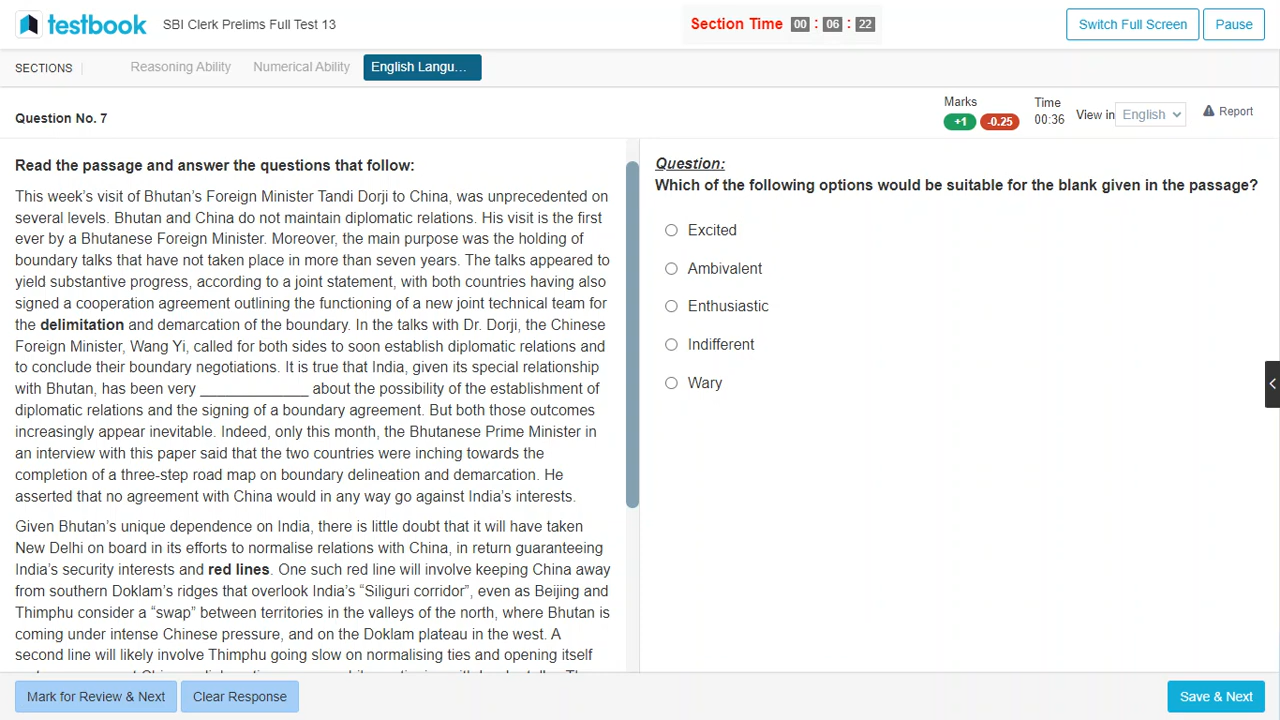 testbook
SBI Clerk Prelims Full Test 13
Section Time 00 : 06 : 22
Switch Full Screen
Pause
SECTIONS
Reasoning Ability
Numerical Ability
English Langu...
Question No. 7
Marks
+1 -0.25
Time
00:36
View in English
Report
Read the passage and answer the questions that follow:
This week's visit of Bhutan's Foreign Minister Tandi Dorji to China, was unprecedented on
several levels. Bhutan and China do not maintain diplomatic relations. His visit is the first
ever by a Bhutanese Foreign Minister. Moreover, the main purpose was the holding of
boundary talks that have not taken place in more than seven years. The talks appeared to
yield substantive progress, according to a joint statement, with both countries having also
signed a cooperation agreement outlining the functioning of a new joint technical team for
the delimitation and demarcation of the boundary. In the talks with Dr. Dorji, the Chinese
Foreign Minister, Wang Yi, called for both sides to soon establish diplomatic relations and
to conclude their boundary negotiations. It is true that India, given its special relationship
with Bhutan, has been very ______________ about the possibility of the establishment of
diplomatic relations and the signing of a boundary agreement. But both those outcomes
increasingly appear inevitable. Indeed, only this month, the Bhutanese Prime Minister in
an interview with this paper said that the two countries were inching towards the
completion of a three-step road map on boundary delineation and demarcation. He
asserted that no agreement with China would in any way go against India's interests.
Given Bhutan's unique dependence on India, there is little doubt that it will have taken
New Delhi on board in its efforts to normalise relations with China, in return guaranteeing
India's security interests and red lines. One such red line will involve keeping China away
from southern Doklam's ridges that overlook India's "Siliguri corridor", even as Beijing and
Thimphu consider a "swap" between territories in the valleys of the north, where Bhutan is
coming under intense Chinese pressure, and on the Doklam plateau in the west. A
second line will likely involve Thimphu going slow on normalising ties and opening itself
Question:
Which of the following options would be suitable for the blank given in the passage?
Excited
Ambivalent
Enthusiastic
Indifferent
Wary
Mark for Review & Next
Clear Response
Save & Next